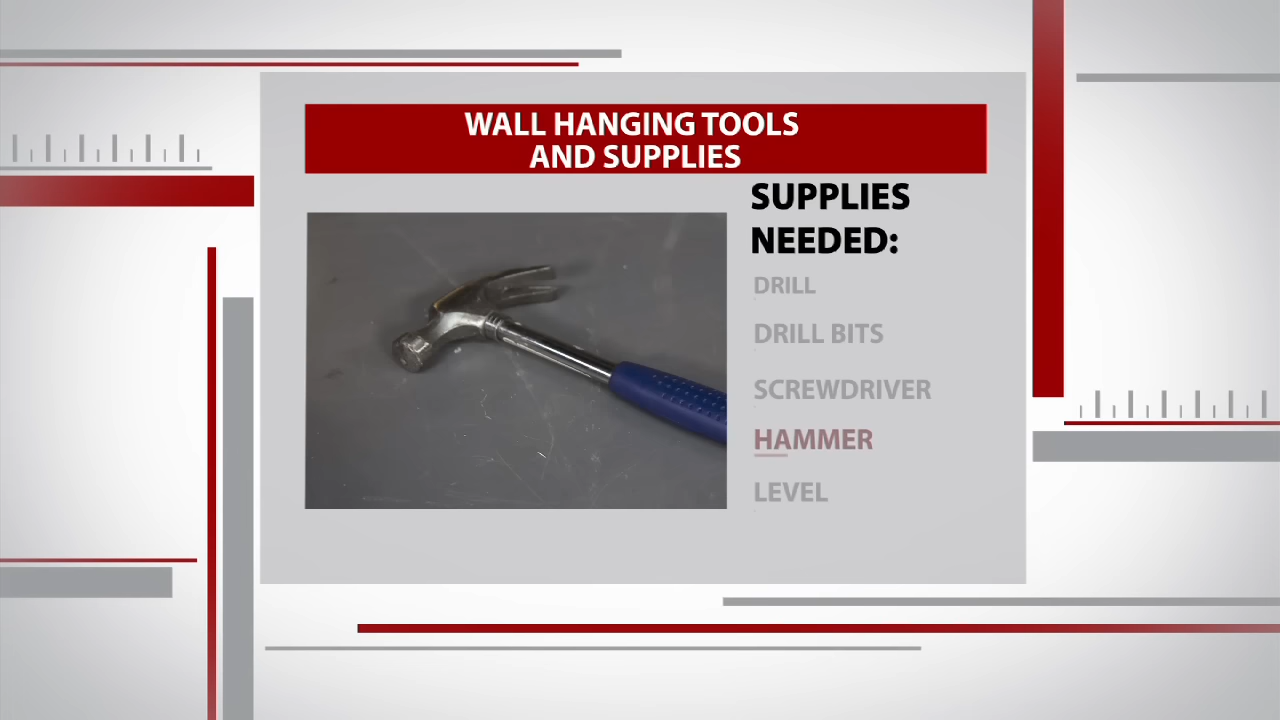 WALL HANGING TOOLS
AND SUPPLIES
SUPPLIES
NEEDED:
DRILL
DRILL BITS
SCREWDRIVER
HAMMER
LEVEL